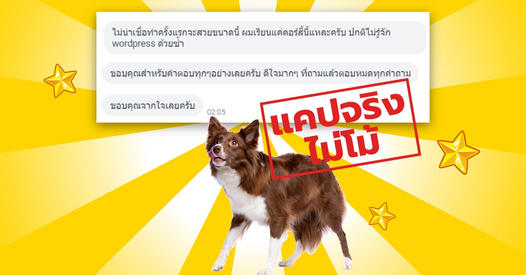 ไม่น่าเชื่อทำครั้งแรกจะสวยขนาดนี้ ผมเรียนแค่คอร์สนี้แหละครับ ปกติไม่รู้จัก
wordpress ด้วยซ้ำ
ขอบคุณสำหรับคำตอบทุกๆอย่างเลยครับ ดีใจมากๆ ที่ถามแล้วตอบหมดทุกคำถาม
ขอบคุณจากใจเลยครับ
02:05
แคปจริง
ไม่โม้